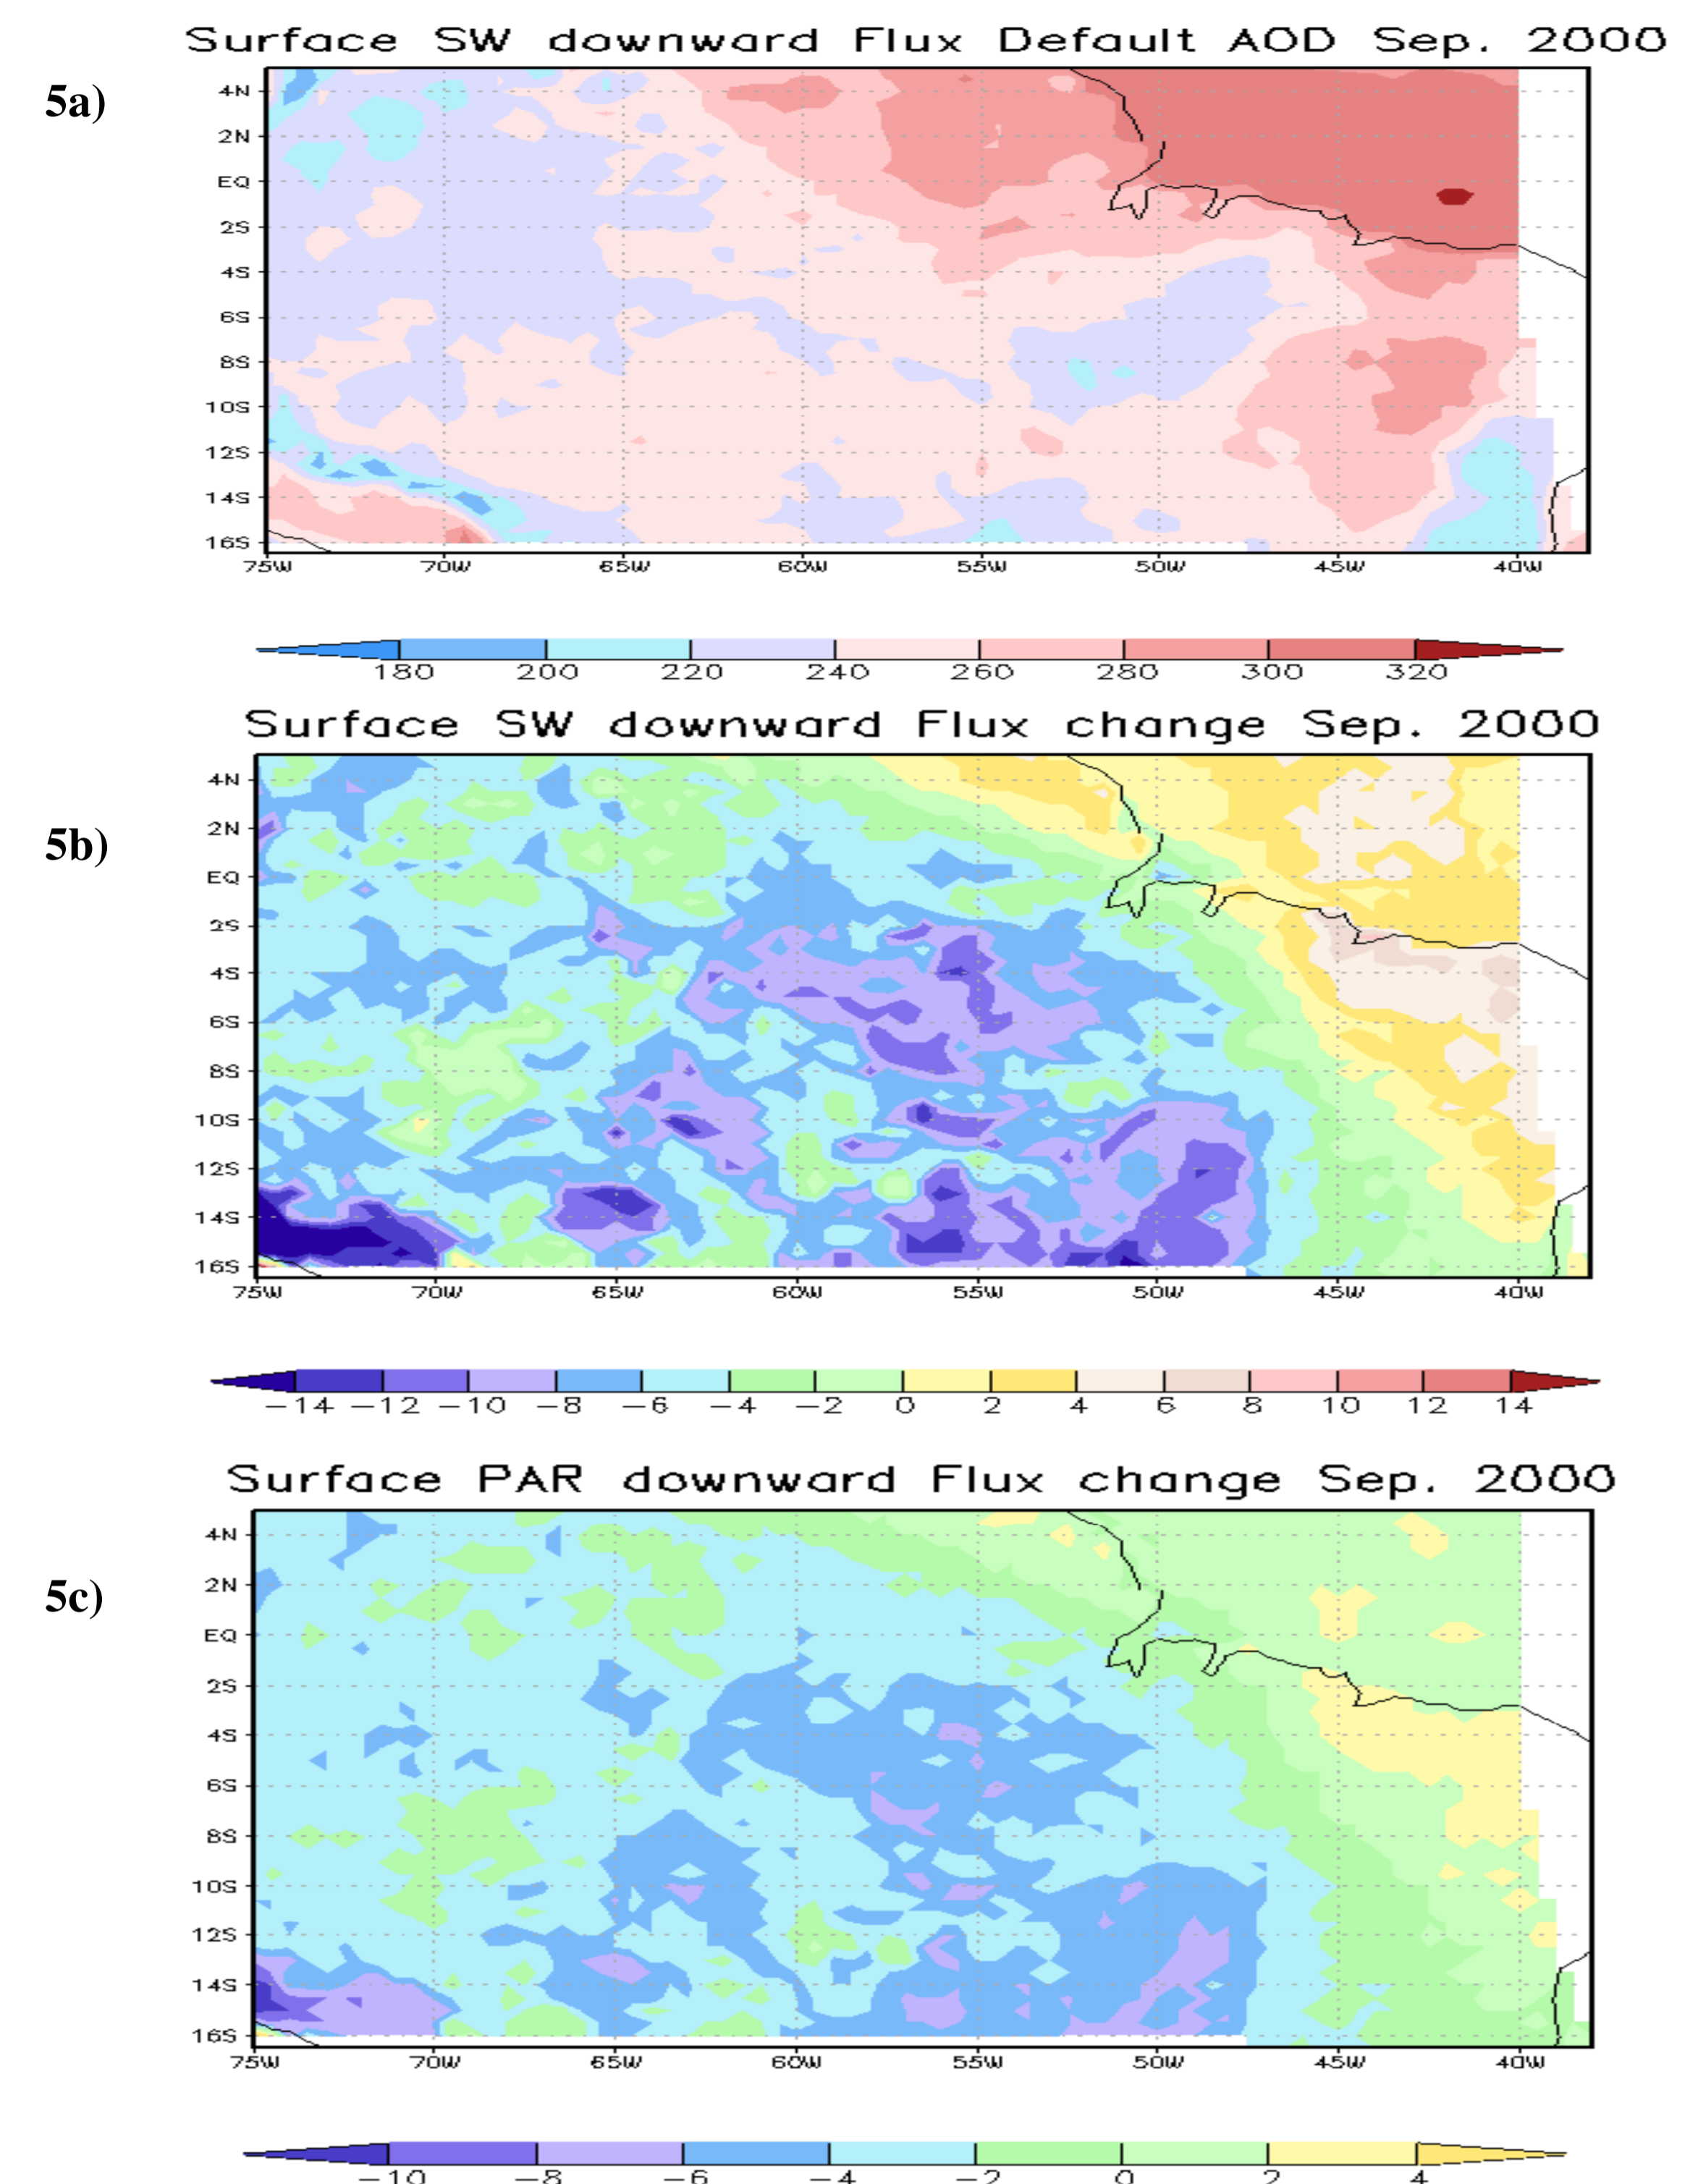 Surface SW downward Flux Default AOD Sep. 2000
5a)
4N
2N
EQ
2S
4S
6S
8S
10S
12S
14S
16S
75W 70W 65W 60W 55W 50W 45W 40W
180 200 220 240 260 280 300 320
Surface SW downward Flux change Sep. 2000
5b)
4N
2N
EQ
2S
4S
6S
8S
10S
12S
14S
16S
75W 70W 65W 60W 55W 50W 45W 40W
−14 −12 −10 −8 −6 −4 −2 0 2 4 6 8 10 12 14
Surface PAR downward Flux change Sep. 2000
5c)
4N
2N
EQ
2S
4S
6S
8S
10S
12S
14S
16S
75W 70W 65W 60W 55W 50W 45W 40W
−10 −8 −6 −4 −2 0 2 4